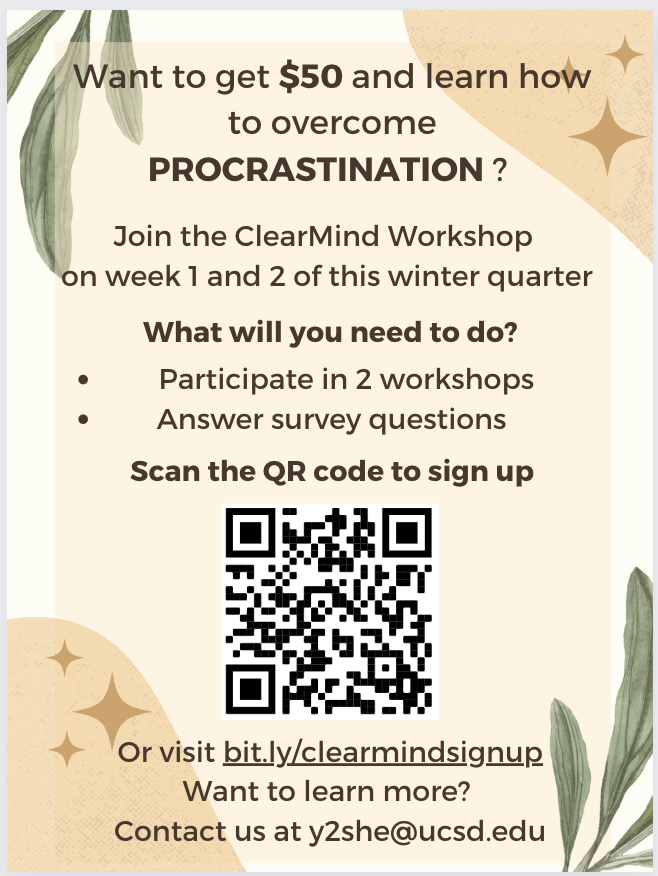 Want to get $50 and learn how
to overcome
PROCRASTINATION ?
Join the ClearMind Workshop
on week 1 and 2 of this winter quarter
What will you need to do?
• Participate in 2 workshops
• Answer survey questions
Scan the QR code to sign up
Or visit bit.ly/clearmindsignup
Want to learn more?
Contact us at y2she@ucsd.edu